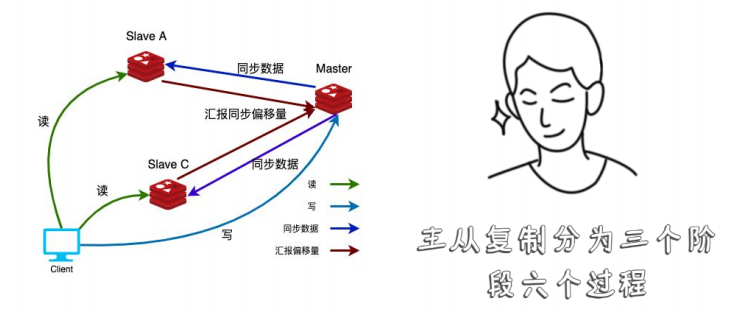 Slave A
同步数据
Master
读
汇报同步偏移量
Slave C
同步数据
读
读
写
写
同步数据
汇报偏移量
Client
主从复制分为三个阶
段六个过程